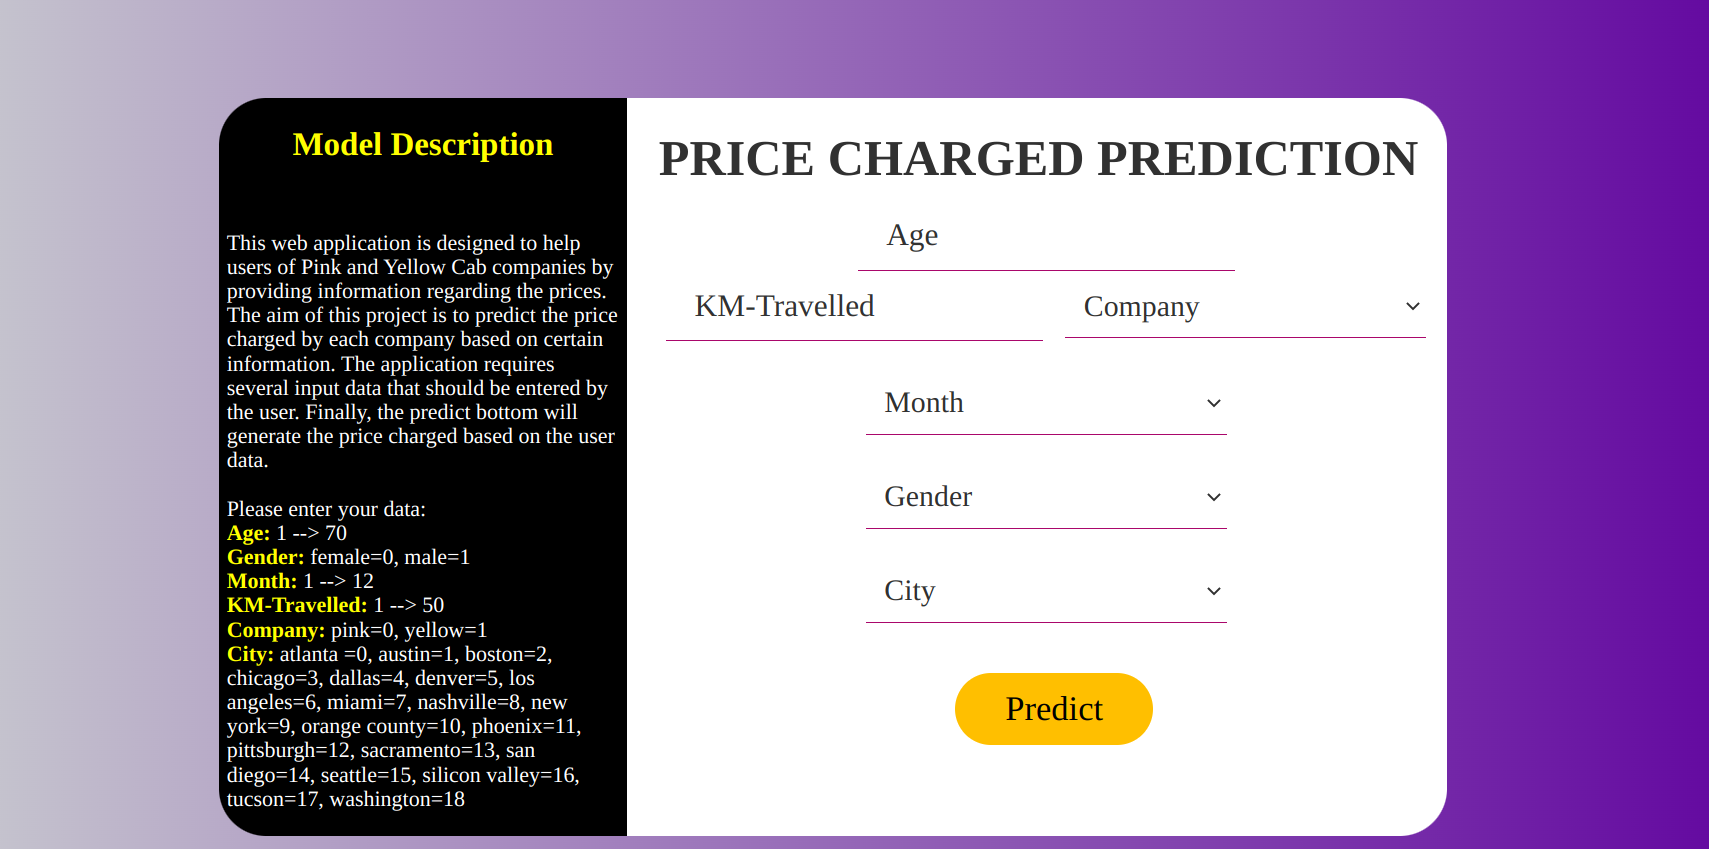 Model Description
This web application is designed to help
users of Pink and Yellow Cab companies by
providing information regarding the prices.
The aim of this project is to predict the price
charged by each company based on certain
information. The application requires
several input data that should be entered by
the user. Finally, the predict bottom will
generate the price charged based on the user
data.
Please enter your data:
Age: 1 --> 70
Gender: female=0, male=1
Month: 1 --> 12
KM-Travelled: 1 --> 50
Company: pink=0, yellow=1
City: atlanta =0, austin=1, boston=2,
chicago=3, dallas=4, denver=5, los
angeles=6, miami=7, nashville=8, new
york=9, orange county=10, phoenix=11,
pittsburgh=12, sacramento=13, san
diego=14, seattle=15, silicon valley=16,
tucson=17, washington=18
PRICE CHARGED PREDICTION
Age
KM-Travelled
Company
Month
Gender
City
Predict